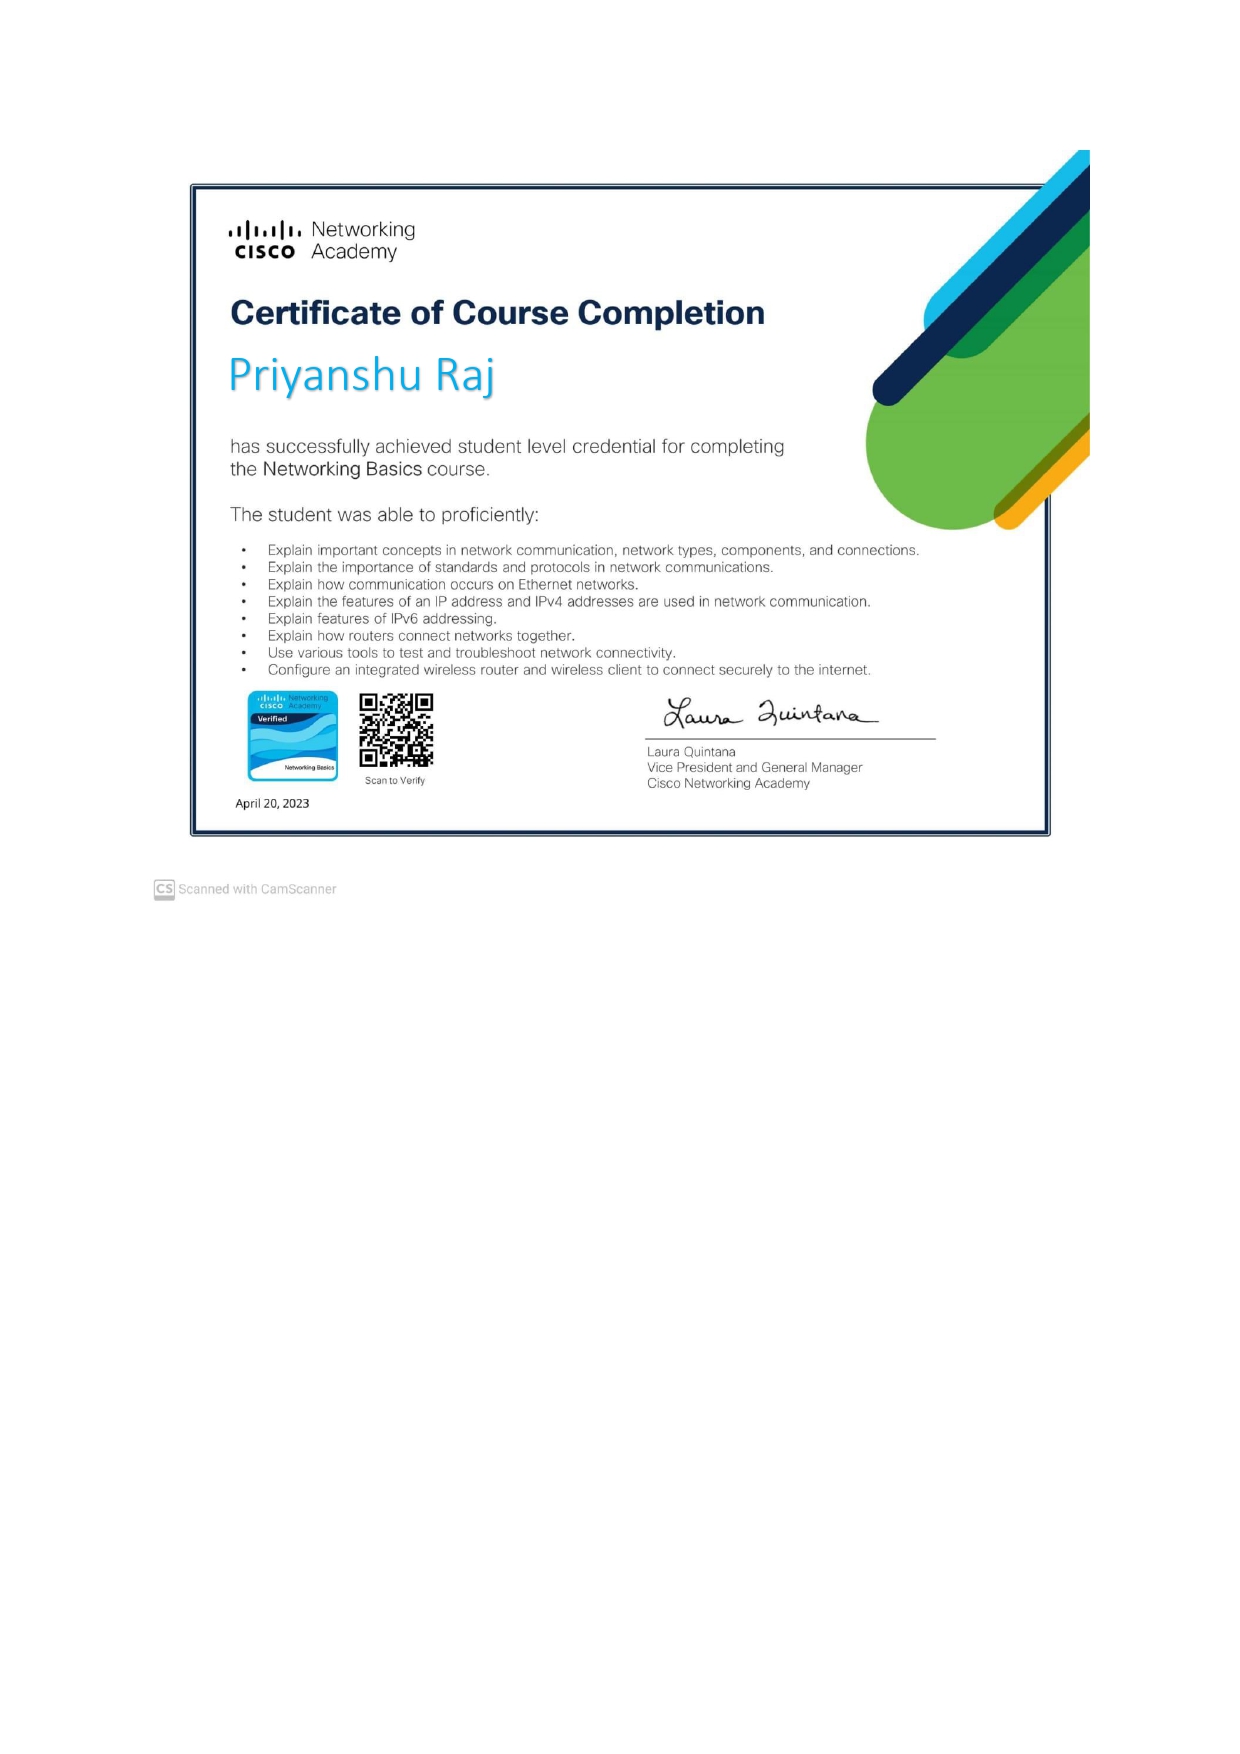 Networking
CISCO Academy
Certificate of Course Completion
Priyanshu Raj
has successfully achieved student level credential for completing
the Networking Basics course.
The student was able to proficiently:
• Explain important concepts in network communication, network types, components, and connections.
• Explain the importance of standards and protocols in network communications.
• Explain how communication occurs on Ethernet networks.
• Explain the features of an IP address and IPv4 addresses are used in network communication.
• Explain features of IPv6 addressing.
• Explain how routers connect networks together.
• Use various tools to test and troubleshoot network connectivity.
• Configure an integrated wireless router and wireless client to connect securely to the internet.
Networking
CISCO Academy
Verified
Networking Basics
Scan to Verify
April 20, 2023
Laura Quintana
Laura Quintana
Vice President and General Manager
Cisco Networking Academy
CS Scanned with CamScanner